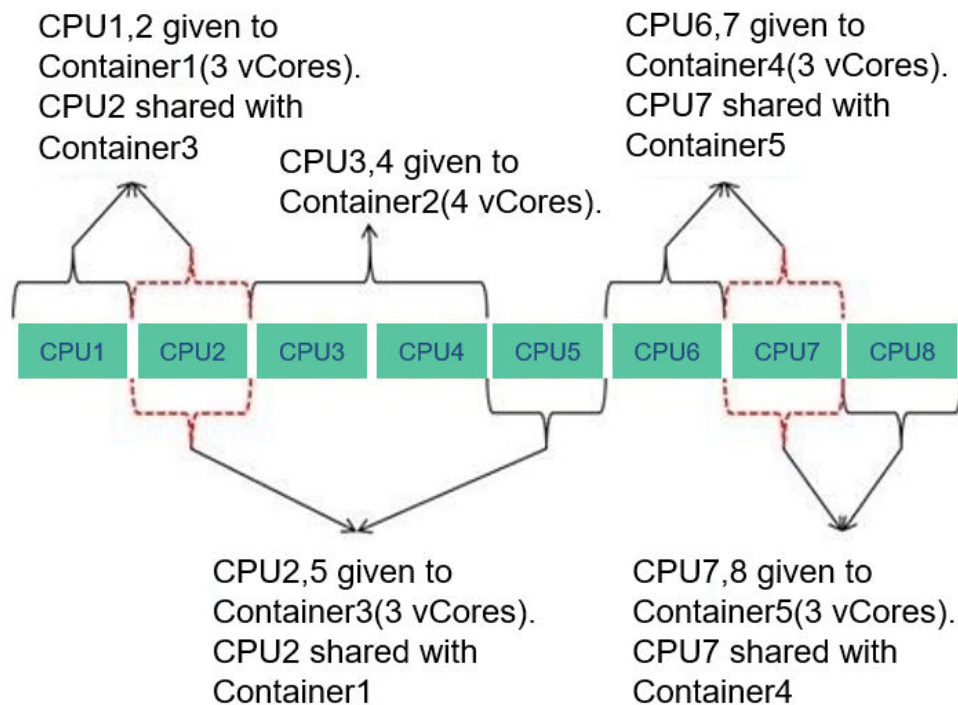 CPU1,2 given to
Container1(3 vCores).
CPU2 shared with
Container3
CPU3,4 given to
Container2(4 vCores).
CPU6,7 given to
Container4(3 vCores).
CPU7 shared with
Container5
CPU1
CPU2
CPU3
CPU4
CPU5
CPU6
CPU7
CPU8
CPU2,5 given to
Container3(3 vCores).
CPU2 shared with
Container1
CPU7,8 given to
Container5(3 vCores).
CPU7 shared with
Container4